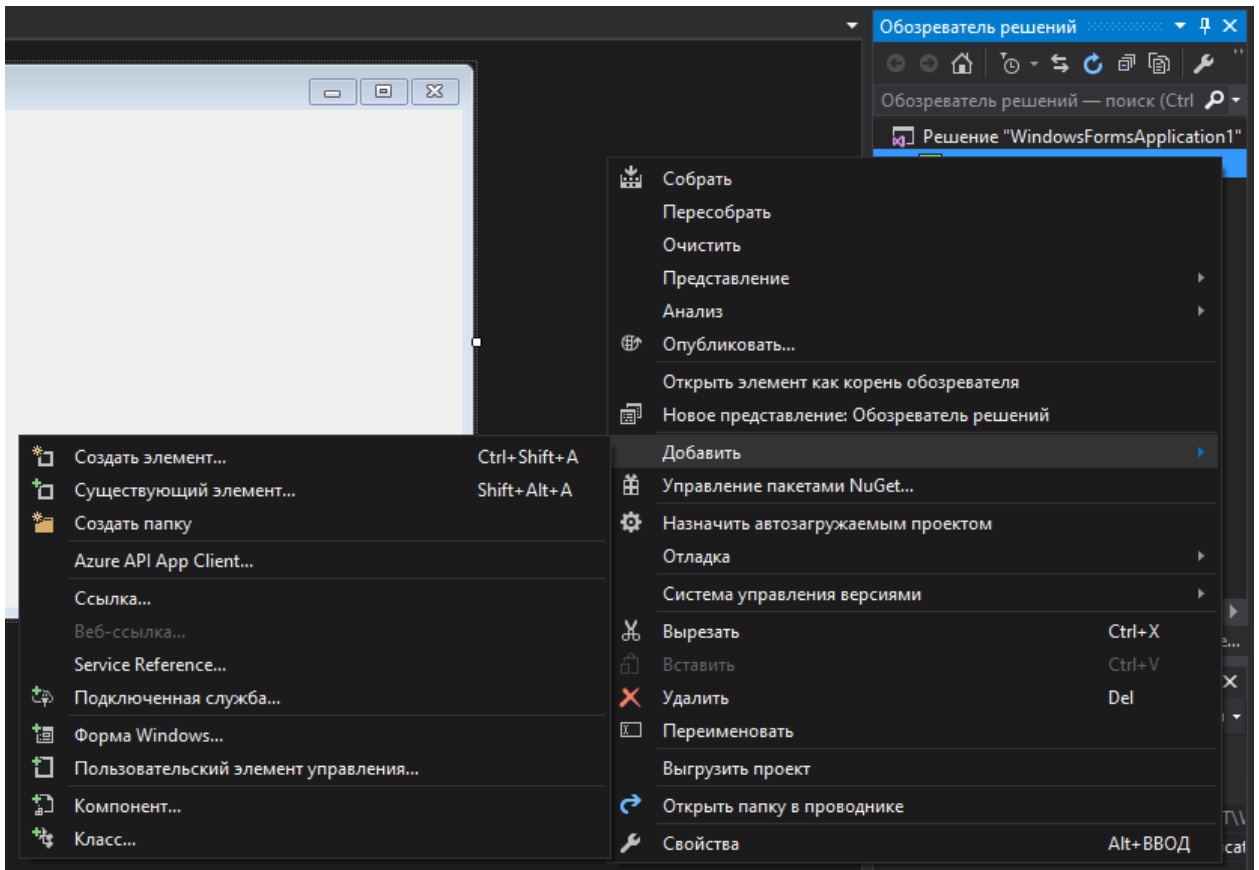 Обозреватель решений
Обозреватель решений — поиск (Ctrl
Решение "WindowsFormsApplication1"
Собрать
Пересобрать
Очистить
Представление
Анализ
Опубликовать...
Открыть элемент как корень обозревателя
Новое представление: Обозреватель решений
Добавить
Управление пакетами NuGet...
Назначить автозагружаемым проектом
Отладка
Система управления версиями
Вырезать Ctrl+X
Вставить Ctrl+V
Удалить Del
Переименовать
Выгрузить проект
Открыть папку в проводнике
Свойства Alt+ВВОД
Создать элемент... Ctrl+Shift+A
Существующий элемент... Shift+Alt+A
Создать папку
Azure API App Client...
Ссылка...
Веб-ссылка...
Service Reference...
Подключенная служба...
Форма Windows...
Пользовательский элемент управления...
Компонент...
Класс...